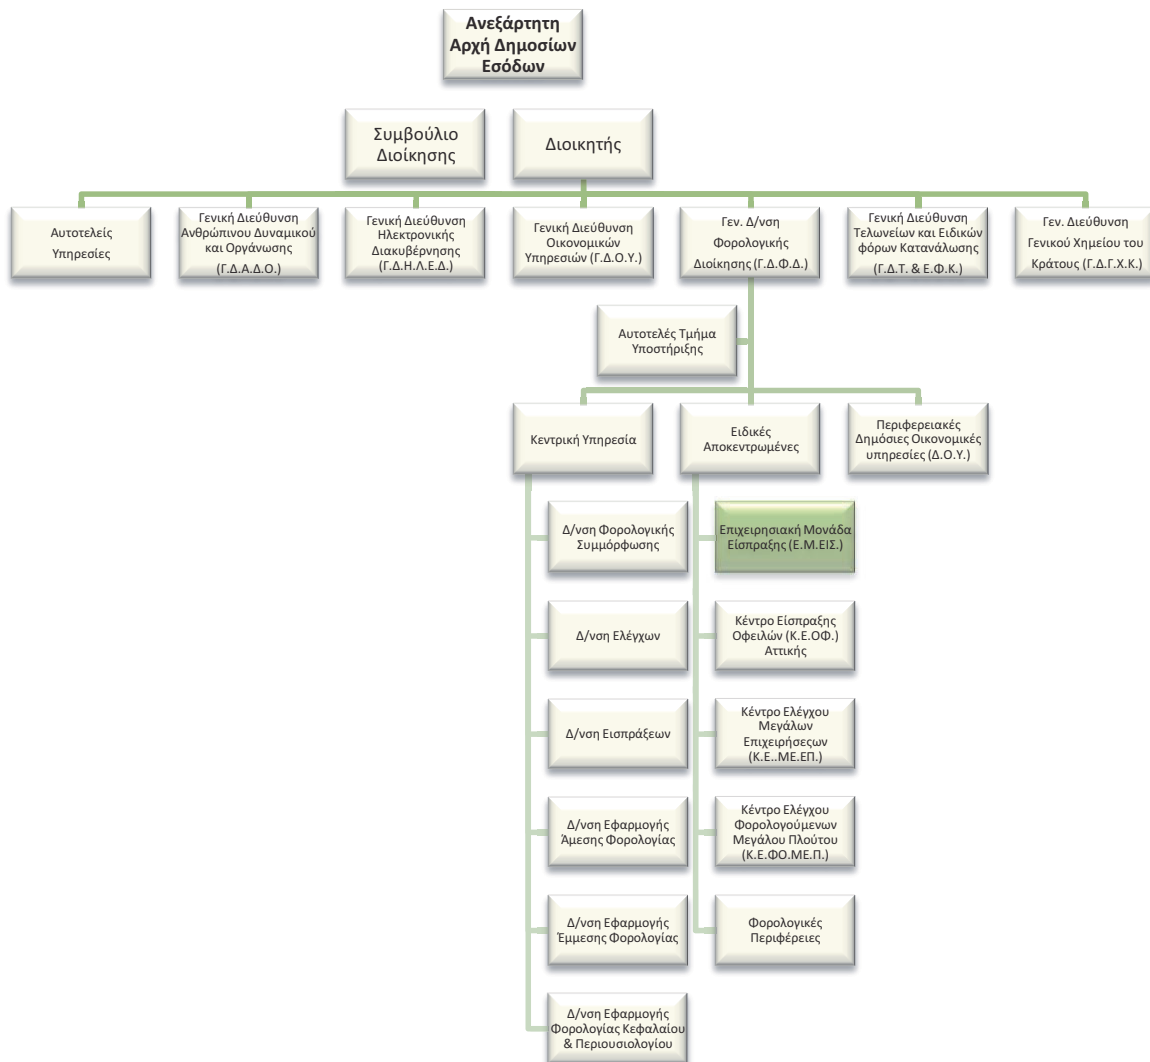 Ανεξάρτητη
Αρχή Δημοσίων
Εσόδων
Συμβούλιο
Διοίκησης
Διοικητής
Αυτοτελείς
Υπηρεσίες
Γενική Διεύθυνση
Ανθρώπινου Δυναμικού
και Οργάνωσης
(Γ.Δ.Α.Δ.Ο.)
Γενική Διεύθυνση
Ηλεκτρονικής
Διακυβέρνησης
(Γ.Δ.Η.Λ.Ε.Δ.)
Γενική Διεύθυνση
Οικονομικών
Υπηρεσιών (Γ.Δ.Ο.Υ.)
Γεν. Δ/νση
Φορολογικής
Διοίκησης (Γ.Δ.Φ.Δ.)
Γενική Διεύθυνση
Τελωνείων και Ειδικών
φόρων Κατανάλωσης
(Γ.Δ.Τ. & Ε.Φ.Κ.)
Γεν. Διεύθυνση
Γενικού Χημείου του
Κράτους (Γ.Δ.Γ.Χ.Κ.)
Αυτοτελές Τμήμα
Υποστήριξης
Κεντρική Υπηρεσία
Ειδικές
Αποκεντρωμένες
Περιφερειακές
Δημόσιες Οικονομικές
υπηρεσίες (Δ.Ο.Υ.)
Δ/νση Φορολογικής
Συμμόρφωσης
Δ/νση Ελέγχων
Δ/νση Εισπράξεων
Δ/νση Εφαρμογής
Άμεσης Φορολογίας
Δ/νση Εφαρμογής
Έμμεσης Φορολογίας
Δ/νση Εφαρμογής
Φορολογίας Κεφαλαίου
& Περιουσιολογίου
Επιχειρησιακή Μονάδα
Είσπραξης (Ε.Μ.ΕΙΣ.)
Κέντρο Είσπραξης
Οφειλών (Κ.Ε.ΟΦ.)
Αττικής
Κέντρο Ελέγχου
Μεγάλων
Επιχειρήσεςων
(Κ.Ε..ΜΕ.ΕΠ.)
Κέντρο Ελέγχου
Φορολογούμενων
Μεγάλου Πλούτου
(Κ.Ε.ΦΟ.ΜΕ.Π.)
Φορολογικές
Περιφέρειες